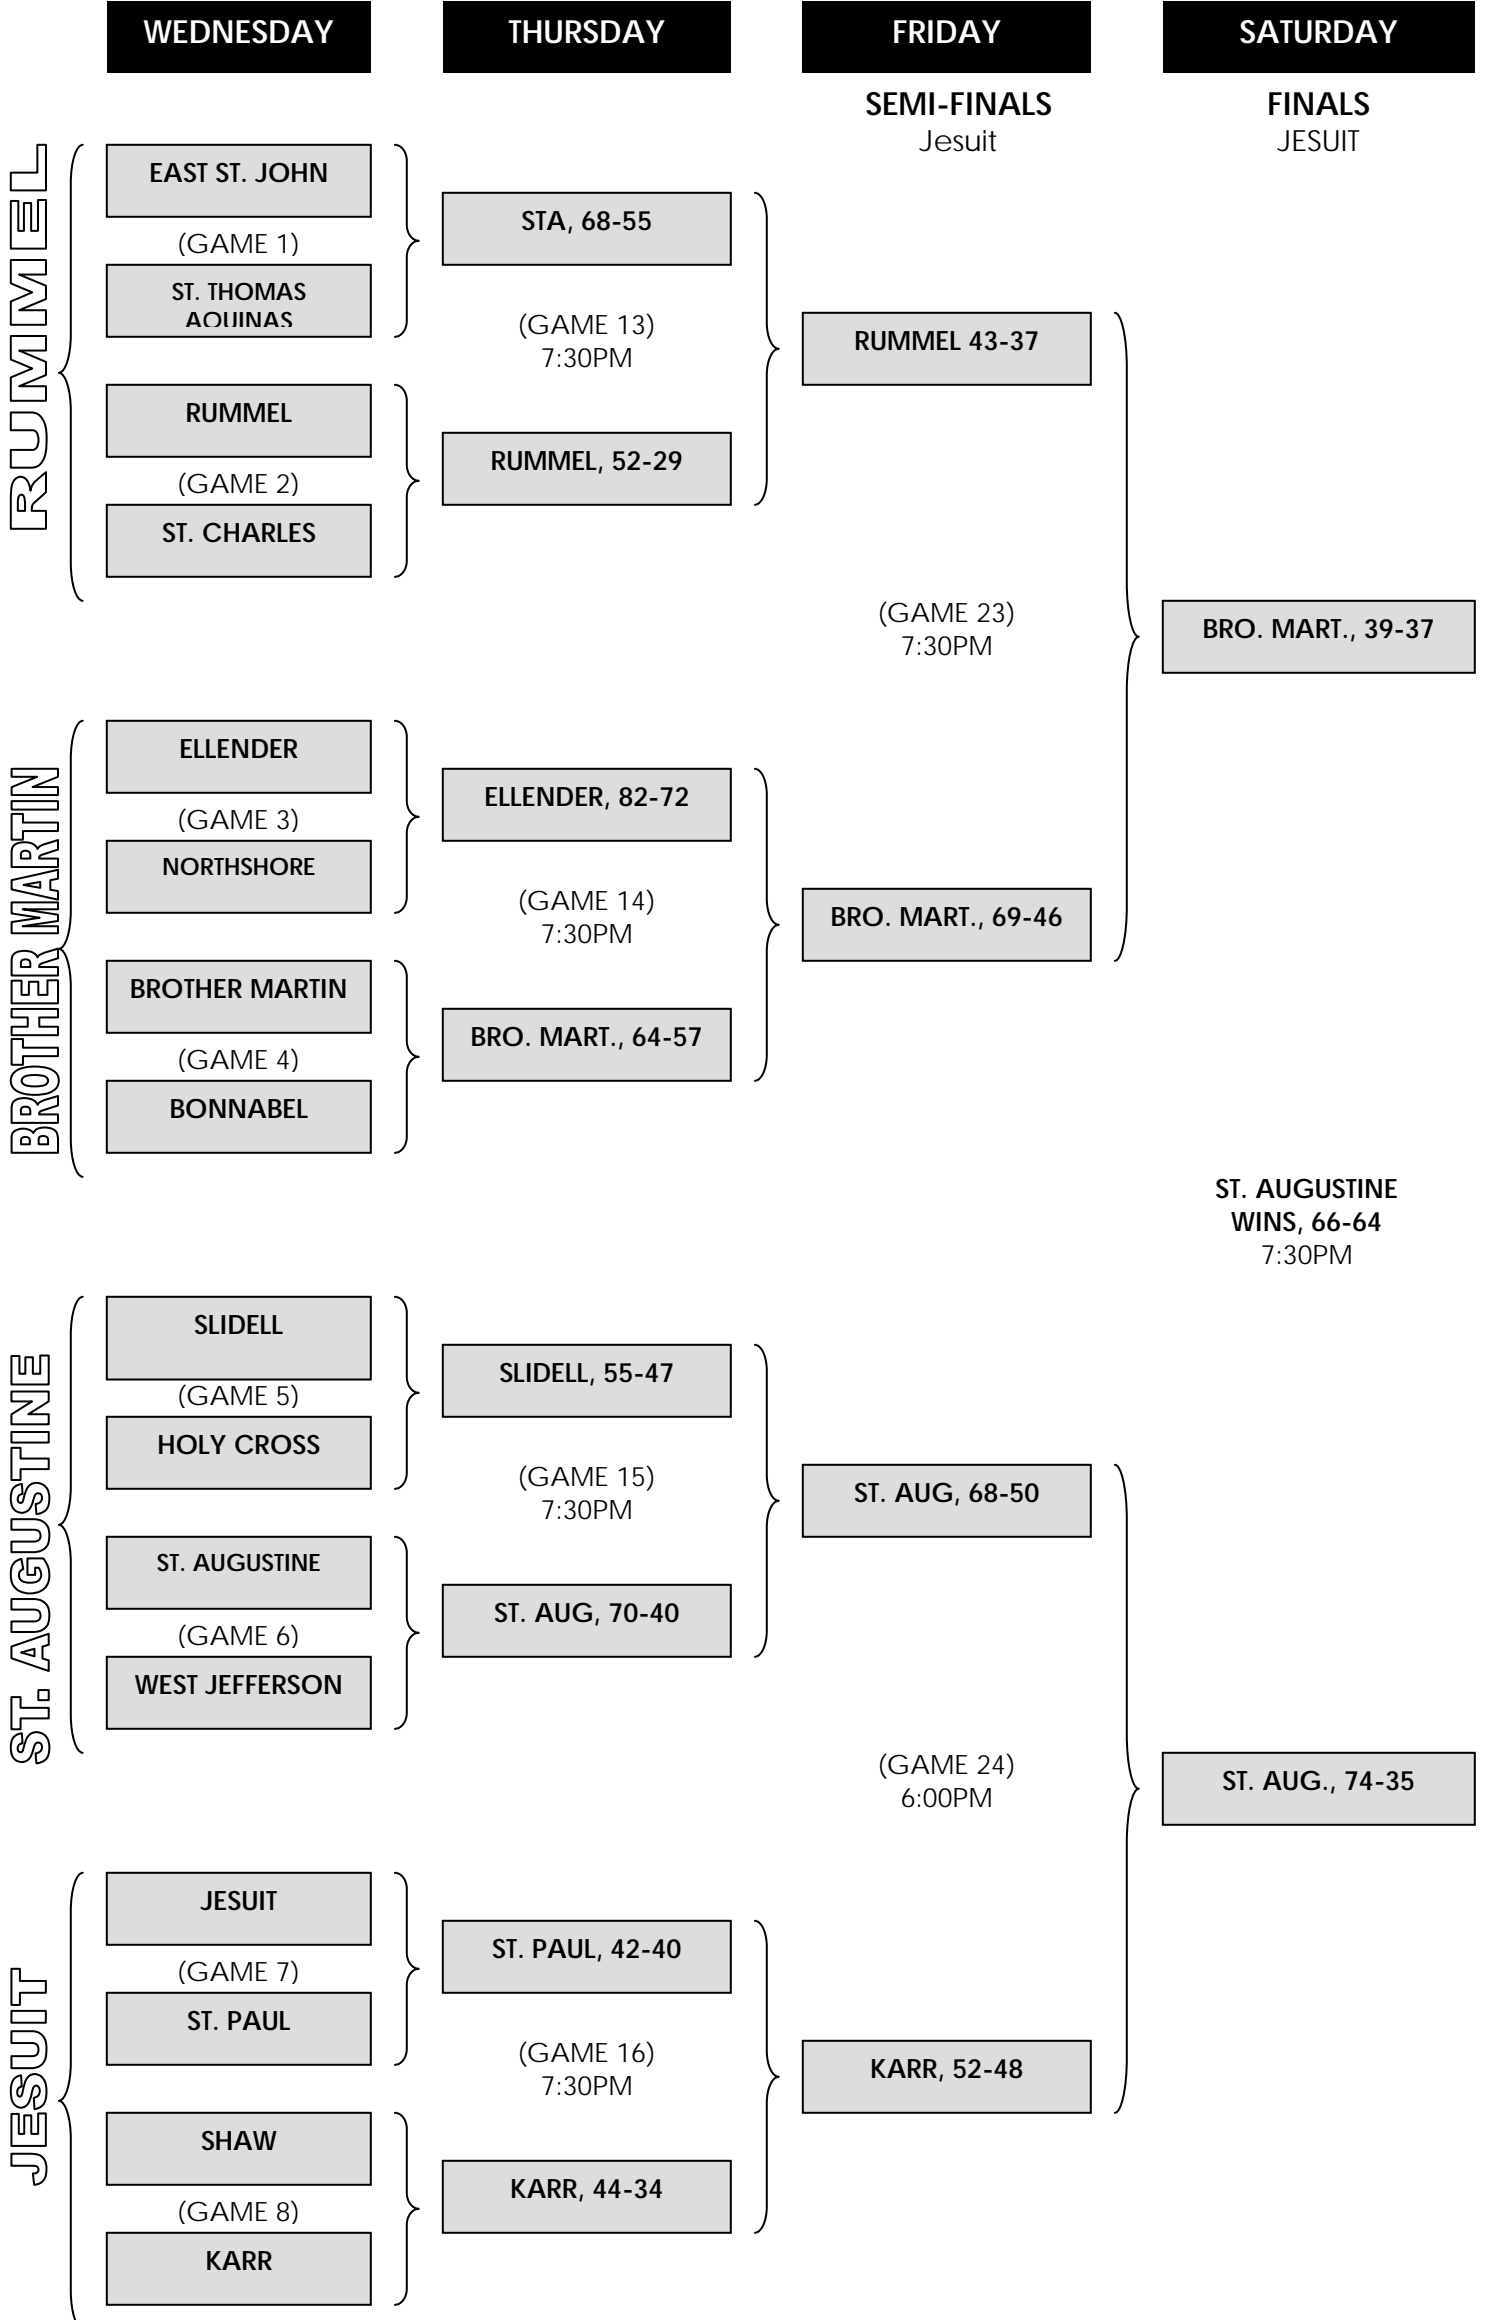 WEDNESDAY
THURSDAY
FRIDAY
SATURDAY
SEMI-FINALS
Jesuit
FINALS
JESUIT
RUMMEL
EAST ST. JOHN
(GAME 1)
ST. THOMAS
AQUINAS
RUMMEL
(GAME 2)
ST. CHARLES
STA, 68-55
(GAME 13)
7:30PM
RUMMEL, 52-29
RUMMEL 43-37
(GAME 23)
7:30PM
BRO. MART., 39-37
BROTHER MARTIN
ELLENDER
(GAME 3)
NORTHSHORE
BROTHER MARTIN
(GAME 4)
BONNABEL
ELLENDER, 82-72
(GAME 14)
7:30PM
BRO. MART., 64-57
BRO. MART., 69-46
ST. AUGUSTINE
WINS, 66-64
7:30PM
ST. AUGUSTINE
SLIDELL
(GAME 5)
HOLY CROSS
ST. AUGUSTINE
(GAME 6)
WEST JEFFERSON
SLIDELL, 55-47
(GAME 15)
7:30PM
ST. AUG, 70-40
ST. AUG, 68-50
(GAME 24)
6:00PM
ST. AUG., 74-35
JESUIT
JESUIT
(GAME 7)
ST. PAUL
SHAW
(GAME 8)
KARR
ST. PAUL, 42-40
(GAME 16)
7:30PM
KARR, 44-34
KARR, 52-48